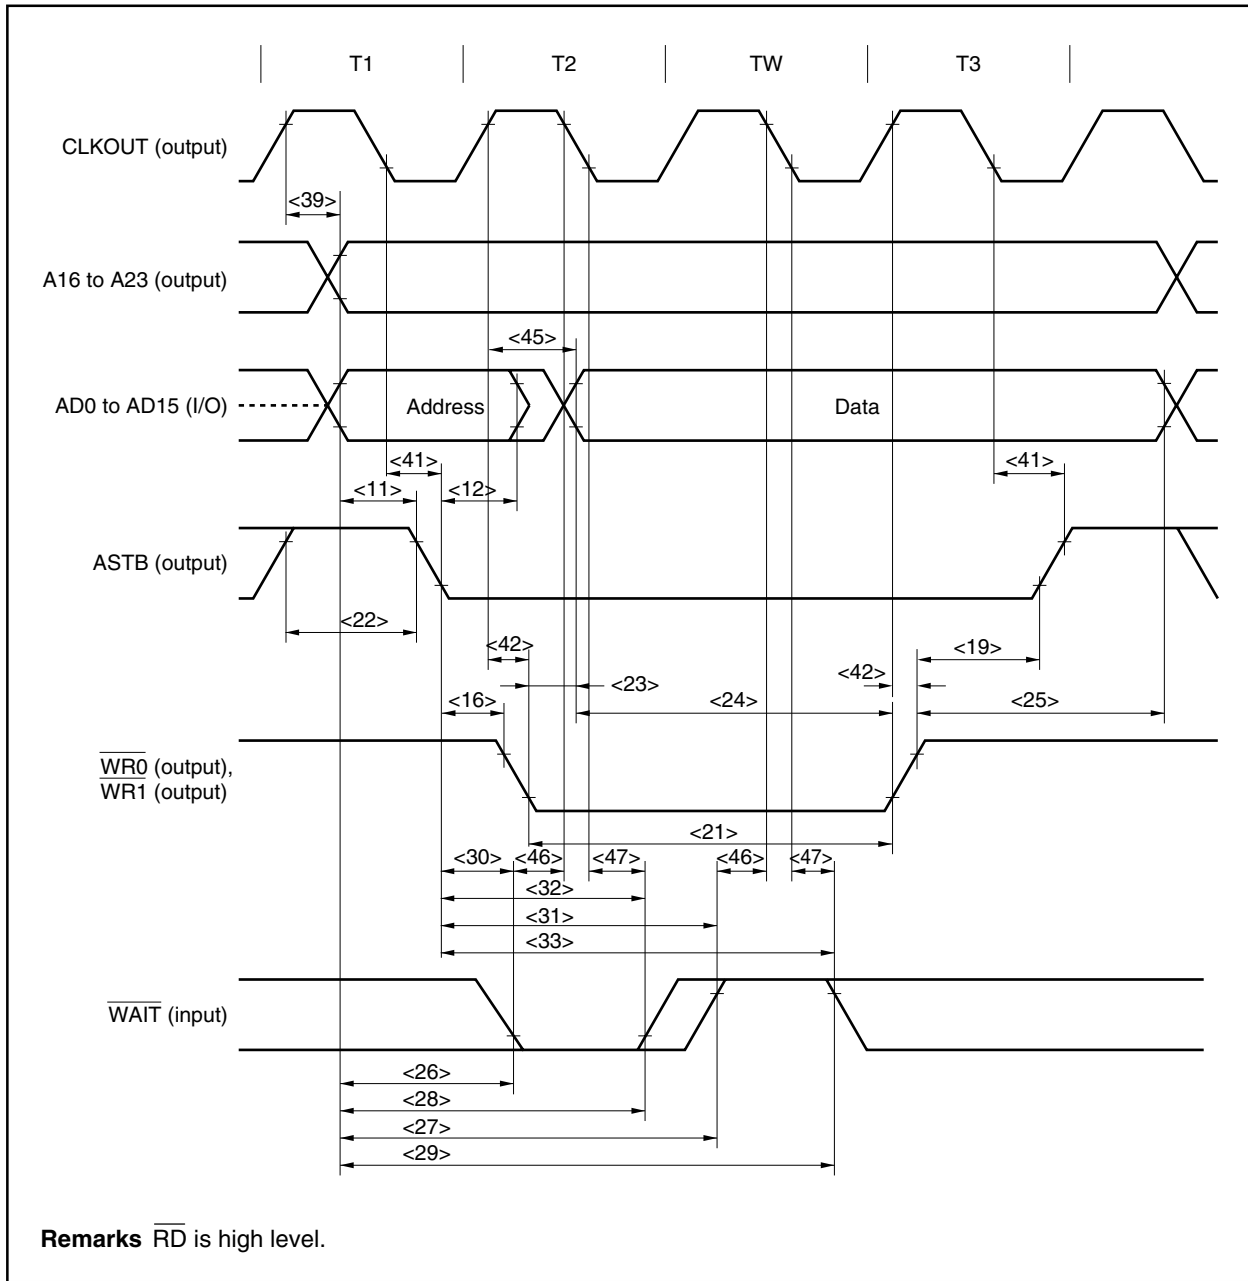 T1 T2 TW T3
CLKOUT (output)
<39>
A16 to A23 (output)
<45>
AD0 to AD15 (I/O) Address Data
<41> <41>
<11> <12>
ASTB (output)
<22>
<42> <19>
<42>
<23>
<16> <24> <25>
WR0 (output),
WR1 (output)
<21>
<30> <46> <47> <46> <47>
<32>
<31>
<33>
WAIT (input)
<26>
<28>
<27>
<29>
Remarks RD is high level.